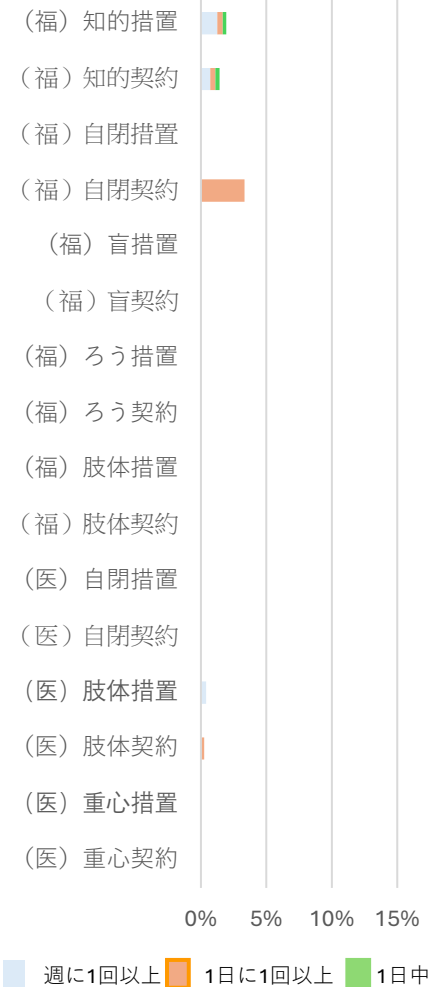 （福）知的措置
（福）知的契約
（福）自閉措置
（福）自閉契約
（福）盲措置
（福）盲契約
（福）ろう措置
（福）ろう契約
（福）肢体措置
（福）肢体契約
（医）自閉措置
（医）自閉契約
（医）肢体措置
（医）肢体契約
（医）重心措置
（医）重心契約
0% 5% 10% 15%
週に1回以上 1日に1回以上 1日中